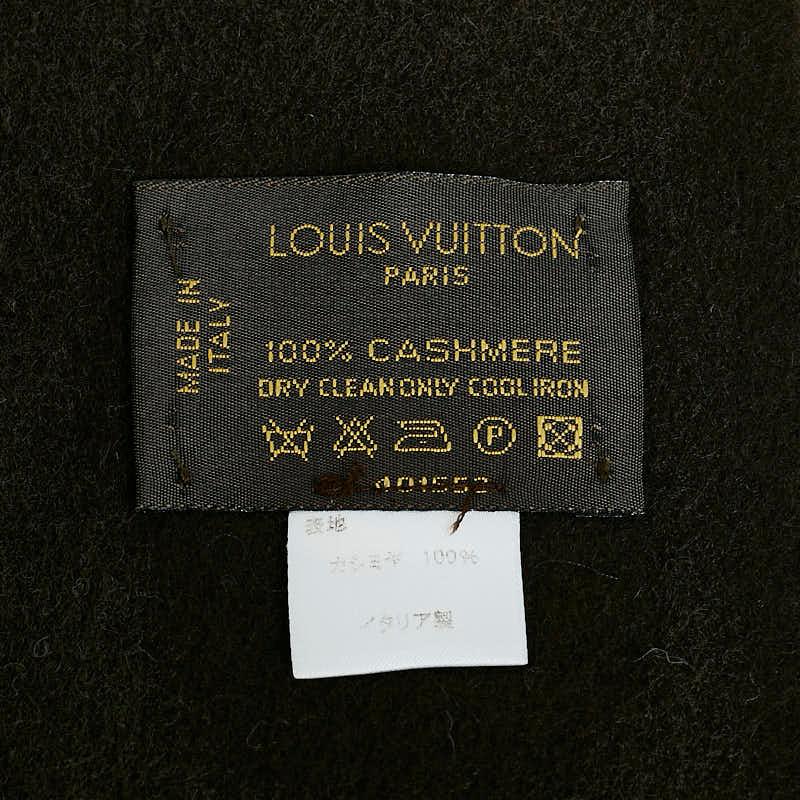 LOUIS VUITTON
PARIS
MADE IN
ITALY
100% CASHMERE
DRY CLEAN ONLY COOL IRON
P
表地
カシミヤ 100%
イタリア製